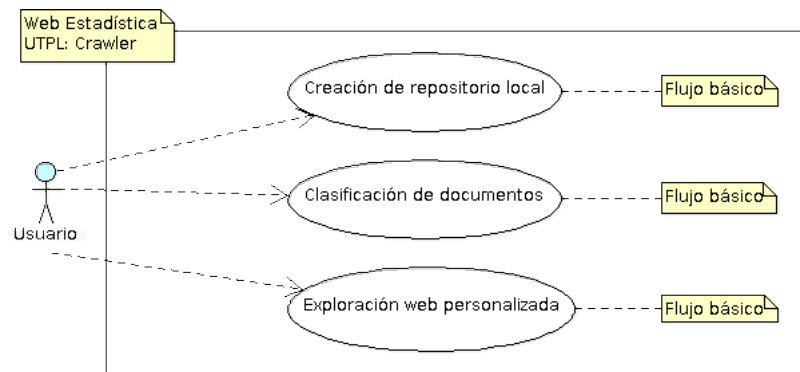 Web Estadística
UTPL: Crawler
Creación de repositorio local
Flujo básico
Clasificación de documentos
Flujo básico
Usuario
Exploración web personalizada
Flujo básico